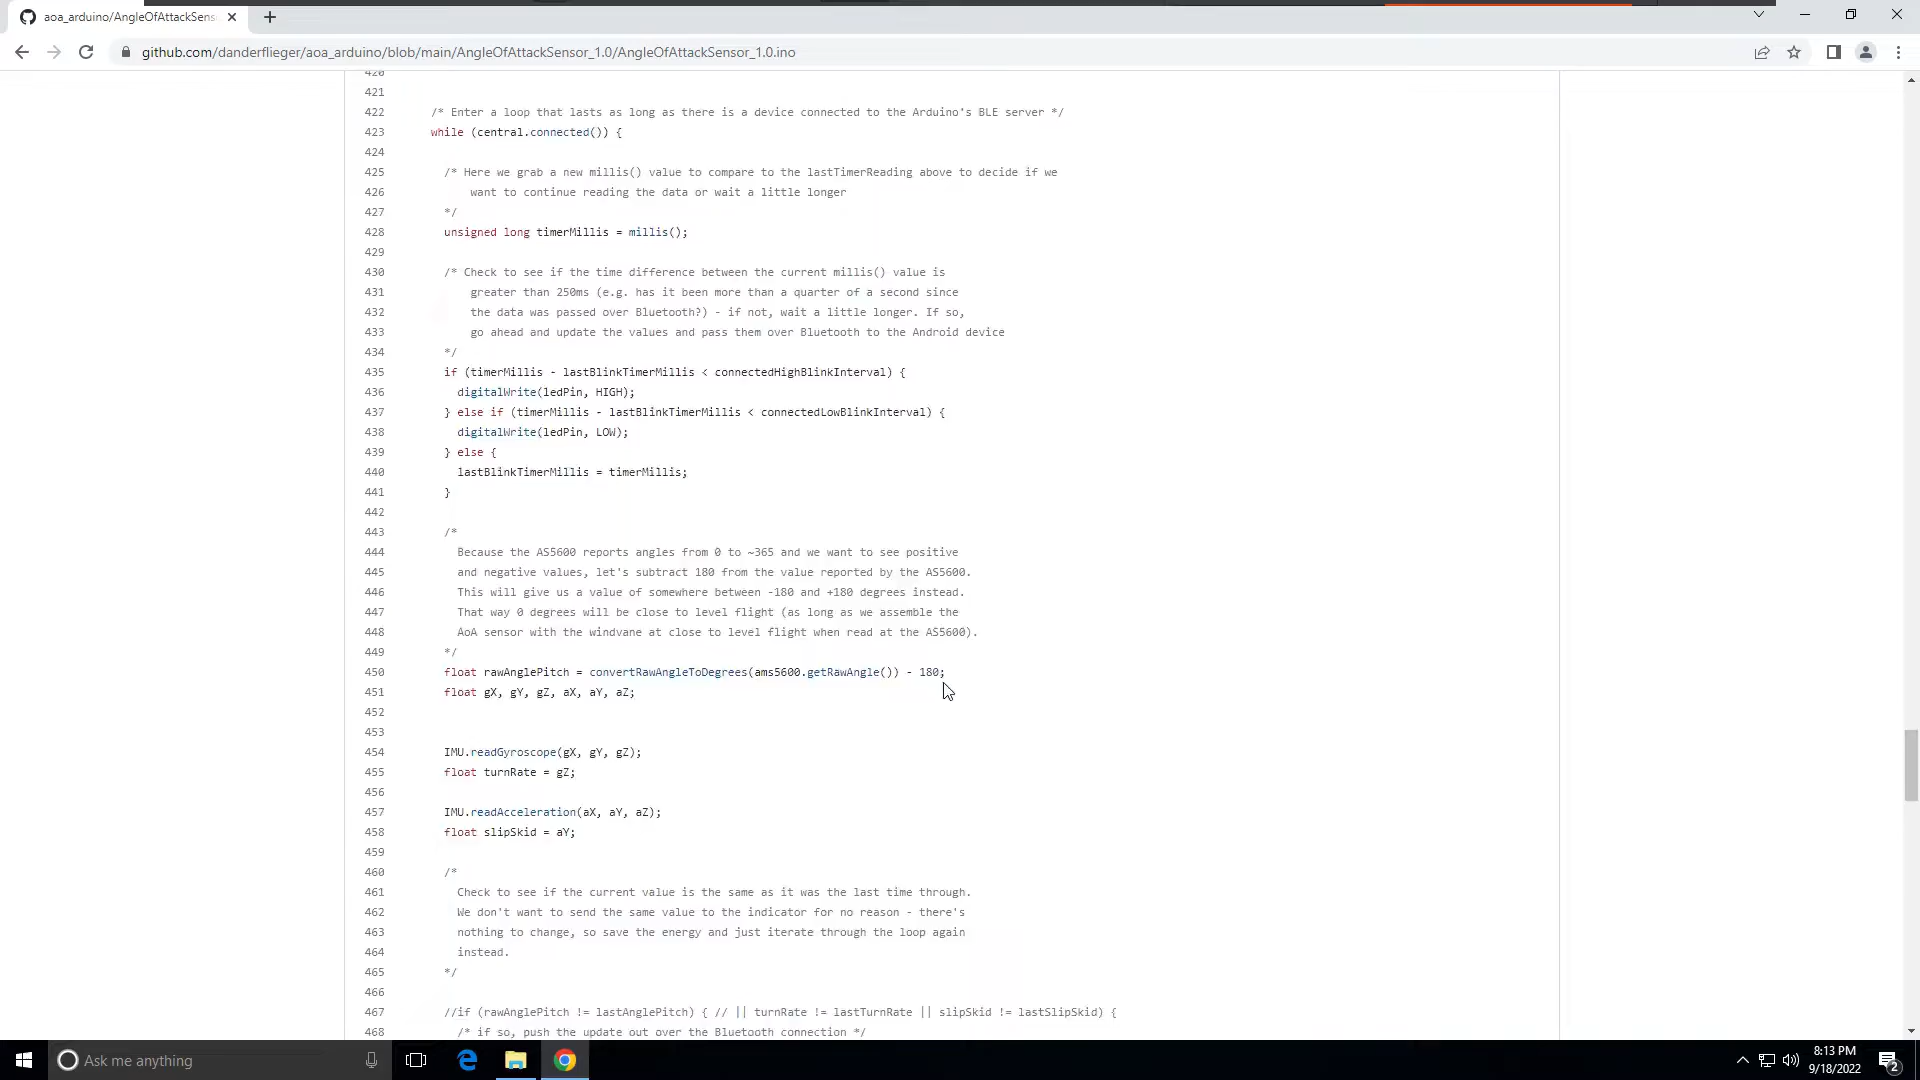 aoa_arduino/AngleOfAttackSens
github.com/danderflieger/aoa_arduino/blob/main/AngleOfAttackSensor_1.0/AngleOfAttackSensor_1.0.ino
420
421
422 /* Enter a loop that lasts as long as there is a device connected to the Arduino's BLE server */
423 while (central.connected()) {
424
425 /* Here we grab a new millis() value to compare to the lastTimerReading above to decide if we
426 want to continue reading the data or wait a little longer
427 */
428 unsigned long timerMillis = millis();
429
430 /* Check to see if the time difference between the current millis() value is
431 greater than 250ms (e.g. has it been more than a quarter of a second since
432 the data was passed over Bluetooth?) - if not, wait a little longer. If so,
433 go ahead and update the values and pass them over Bluetooth to the Android device
434 */
435 if (timerMillis - lastBlinkTimerMillis < connectedHighBlinkInterval) {
436 digitalWrite(ledPin, HIGH);
437 } else if (timerMillis - lastBlinkTimerMillis < connectedLowBlinkInterval) {
438 digitalWrite(ledPin, LOW);
439 } else {
440 lastBlinkTimerMillis = timerMillis;
441 }
442
443 /*
444 Because the AS5600 reports angles from 0 to ~365 and we want to see positive
445 and negative values, let's subtract 180 from the value reported by the AS5600.
446 This will give us a value of somewhere between -180 and +180 degrees instead.
447 That way 0 degrees will be close to level flight (as long as we assemble the
448 AoA sensor with the windvane at close to level flight when read at the AS5600).
449 */
450 float rawAnglePitch = convertRawAngleToDegrees(ams5600.getRawAngle()) - 180;
451 float gX, gY, gZ, aX, aY, aZ;
452
453
454 IMU.readGyroscope(gX, gY, gZ);
455 float turnRate = gZ;
456
457 IMU.readAcceleration(aX, aY, aZ);
458 float slipSkid = aY;
459
460 /*
461 Check to see if the current value is the same as it was the last time through.
462 We don't want to send the same value to the indicator for no reason - there's
463 nothing to change, so save the energy and just iterate through the loop again
464 instead.
465 */
466
467 //if (rawAnglePitch != lastAnglePitch) { // || turnRate != lastTurnRate || slipSkid != lastSlipSkid) {
468 /* if so, push the update out over the Bluetooth connection */
Ask me anything
8:13 PM
9/18/2022
2